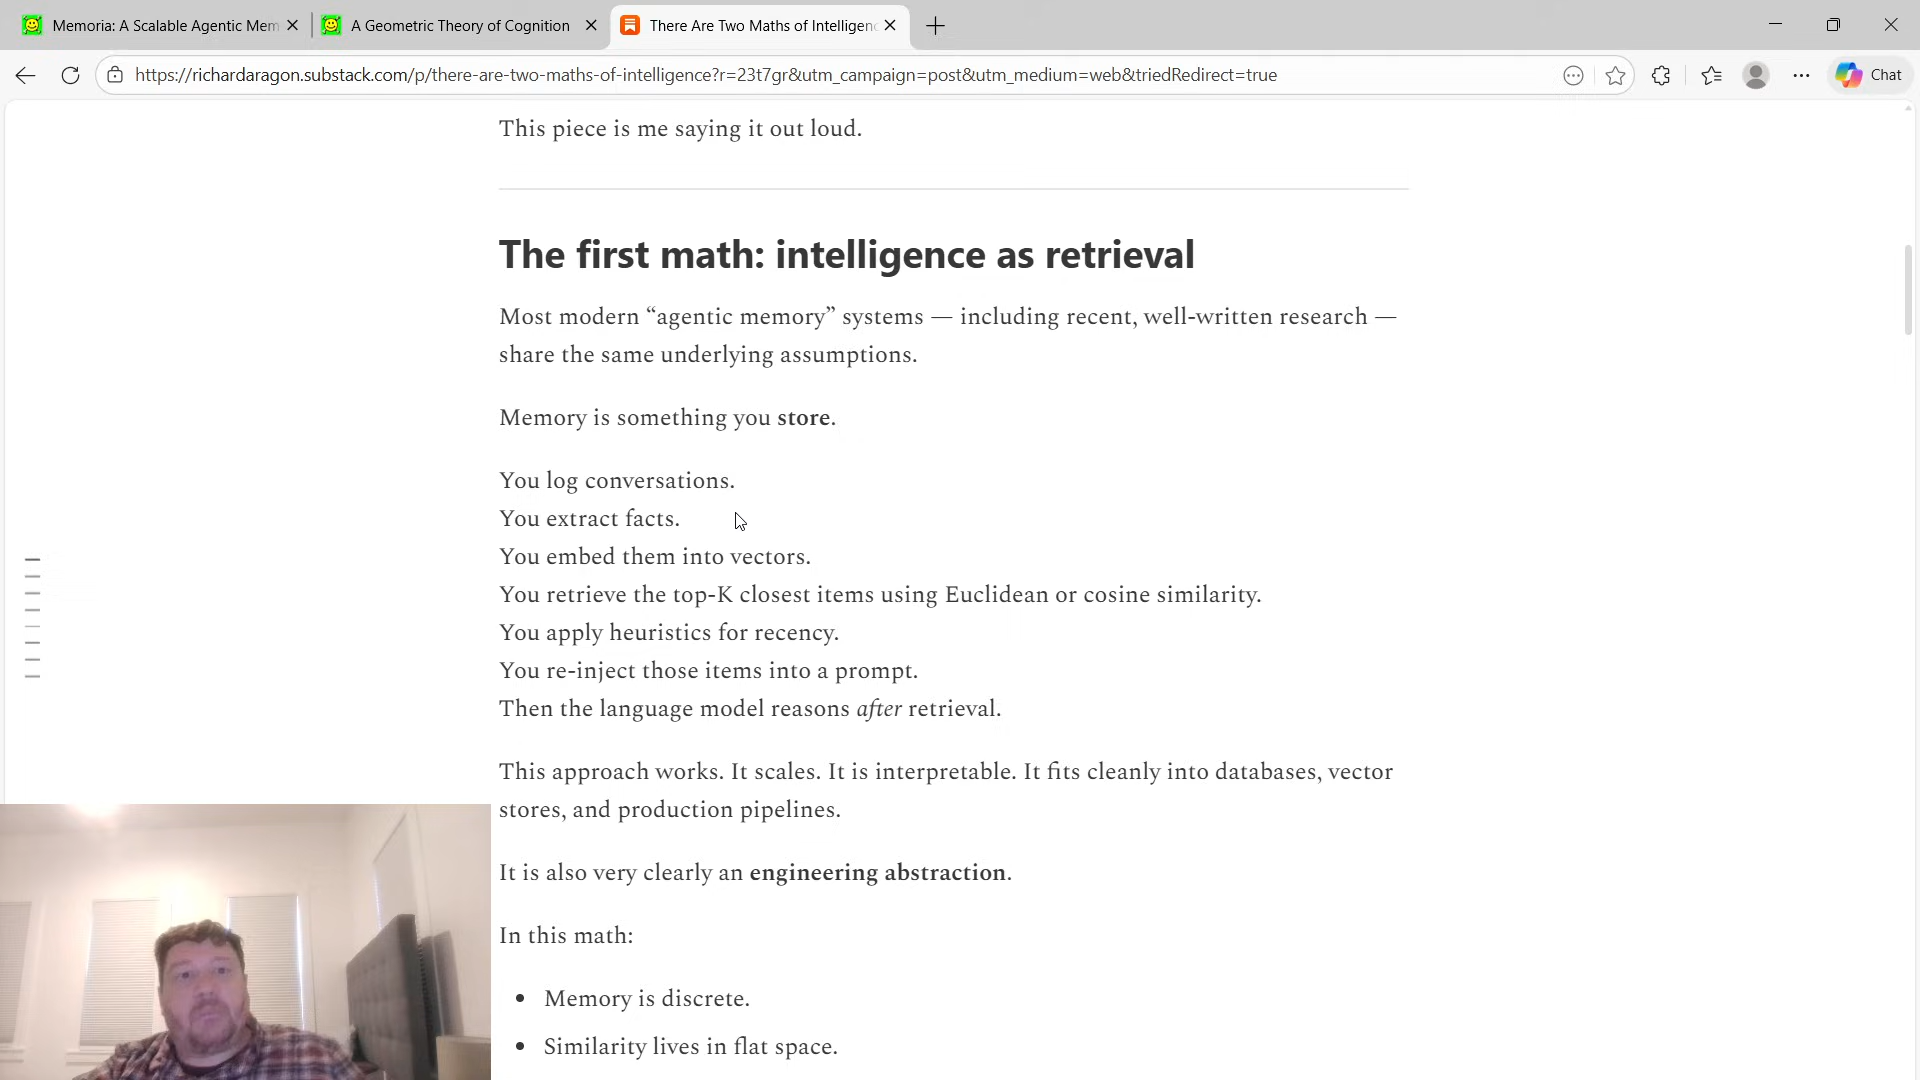 Memoria: A Scalable Agentic Mem
A Geometric Theory of Cognition
There Are Two Maths of Intelligenc
https://richardaragon.substack.com/p/there-are-two-maths-of-intelligence?r=23t7gr&utm_campaign=post&utm_medium=web&triedRedirect=true
Chat
This piece is me saying it out loud.
The first math: intelligence as retrieval
Most modern “agentic memory” systems — including recent, well-written research —
share the same underlying assumptions.
Memory is something you store.
You log conversations.
You extract facts.
You embed them into vectors.
You retrieve the top-K closest items using Euclidean or cosine similarity.
You apply heuristics for recency.
You re-inject those items into a prompt.
Then the language model reasons after retrieval.
This approach works. It scales. It is interpretable. It fits cleanly into databases, vector
stores, and production pipelines.
It is also very clearly an engineering abstraction.
In this math:
• Memory is discrete.
• Similarity lives in flat space.